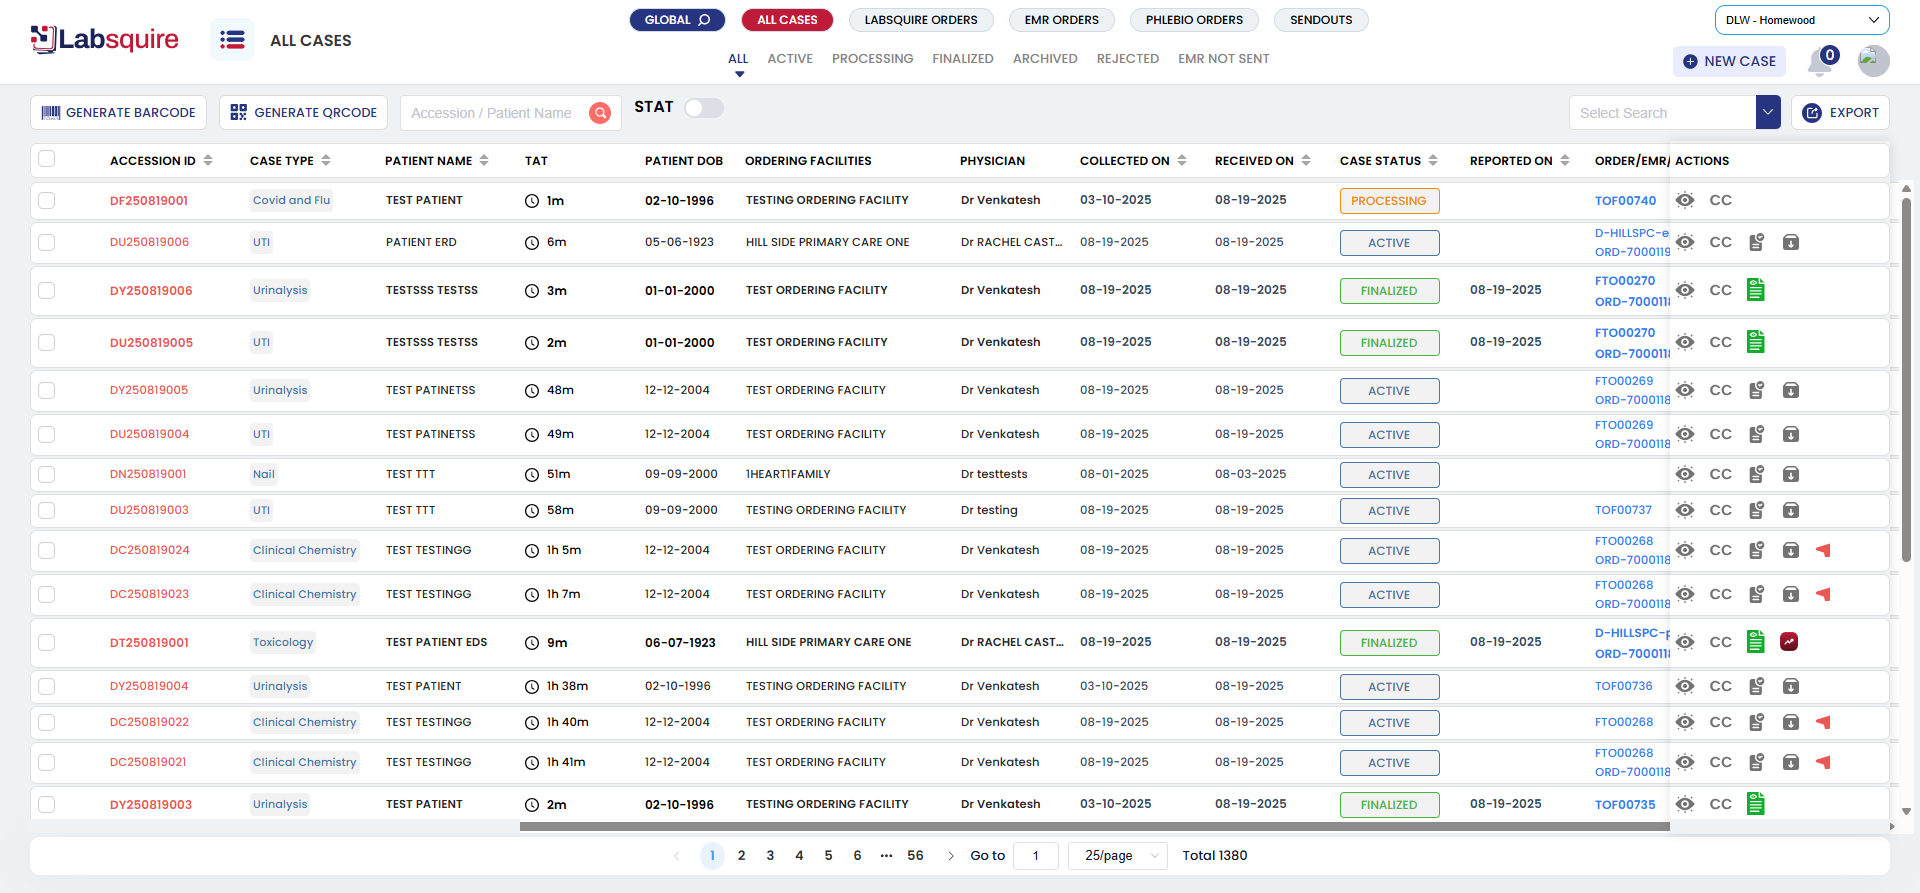 Labsquire
ALL CASES
GLOBAL
ALL CASES
LABSQUIRE ORDERS
EMR ORDERS
PHLEBIO ORDERS
SENDOUTS
DLW - Homewood
ALL
ACTIVE
PROCESSING
FINALIZED
ARCHIVED
REJECTED
EMR NOT SENT
NEW CASE
0
GENERATE BARCODE
GENERATE QRCODE
Accession / Patient Name
STAT
Select Search
EXPORT
ACCESSION ID CASE TYPE PATIENT NAME TAT PATIENT DOB ORDERING FACILITIES PHYSICIAN COLLECTED ON RECEIVED ON CASE STATUS REPORTED ON ORDER/EMR/ ACTIONS
DF250819001 Covid and Flu TEST PATIENT 1m 02-10-1996 TESTING ORDERING FACILITY Dr Venkatesh 03-10-2025 08-19-2025 PROCESSING TOF00740 CC
DU250819006 UTI PATIENT ERD 6m 05-06-1923 HILL SIDE PRIMARY CARE ONE Dr RACHEL CAST... 08-19-2025 08-19-2025 ACTIVE D-HILLSPC-e CC
ORD-7000119
DY250819006 Urinalysis TESTSSS TESTSS 3m 01-01-2000 TEST ORDERING FACILITY Dr Venkatesh 08-19-2025 08-19-2025 FINALIZED 08-19-2025 FTO00270 CC
ORD-7000118
DU250819005 UTI TESTSSS TESTSS 2m 01-01-2000 TEST ORDERING FACILITY Dr Venkatesh 08-19-2025 08-19-2025 FINALIZED 08-19-2025 FTO00270 CC
ORD-7000118
DY250819005 Urinalysis TEST PATINETSS 48m 12-12-2004 TEST ORDERING FACILITY Dr Venkatesh 08-19-2025 08-19-2025 ACTIVE FTO00269 CC
ORD-7000118
DU250819004 UTI TEST PATINETSS 49m 12-12-2004 TEST ORDERING FACILITY Dr Venkatesh 08-19-2025 08-19-2025 ACTIVE FTO00269 CC
ORD-7000118
DN250819001 Nail TEST TTT 51m 09-09-2000 1HEART1FAMILY Dr testtests 08-01-2025 08-03-2025 ACTIVE CC
DU250819003 UTI TEST TTT 58m 09-09-2000 TESTING ORDERING FACILITY Dr testing 08-19-2025 08-19-2025 ACTIVE TOF00737 CC
DC250819024 Clinical Chemistry TEST TESTINGG 1h 5m 12-12-2004 TEST ORDERING FACILITY Dr Venkatesh 08-19-2025 08-19-2025 ACTIVE FTO00268 CC
ORD-7000118
DC250819023 Clinical Chemistry TEST TESTINGG 1h 7m 12-12-2004 TEST ORDERING FACILITY Dr Venkatesh 08-19-2025 08-19-2025 ACTIVE FTO00268 CC
ORD-7000118
DT250819001 Toxicology TEST PATIENT EDS 9m 06-07-1923 HILL SIDE PRIMARY CARE ONE Dr RACHEL CAST... 08-19-2025 08-19-2025 FINALIZED 08-19-2025 D-HILLSPC-p CC
ORD-7000118
DY250819004 Urinalysis TEST PATIENT 1h 38m 02-10-1996 TESTING ORDERING FACILITY Dr Venkatesh 03-10-2025 08-19-2025 ACTIVE TOF00736 CC
DC250819022 Clinical Chemistry TEST TESTINGG 1h 40m 12-12-2004 TEST ORDERING FACILITY Dr Venkatesh 08-19-2025 08-19-2025 ACTIVE FTO00268 CC
DC250819021 Clinical Chemistry TEST TESTINGG 1h 41m 12-12-2004 TEST ORDERING FACILITY Dr Venkatesh 08-19-2025 08-19-2025 ACTIVE FTO00268 CC
ORD-7000118
DY250819003 Urinalysis TEST PATIENT 2m 02-10-1996 TESTING ORDERING FACILITY Dr Venkatesh 03-10-2025 08-19-2025 FINALIZED 08-19-2025 TOF00735 CC
1 2 3 4 5 6 ... 56 Go to 1 25/page Total 1380